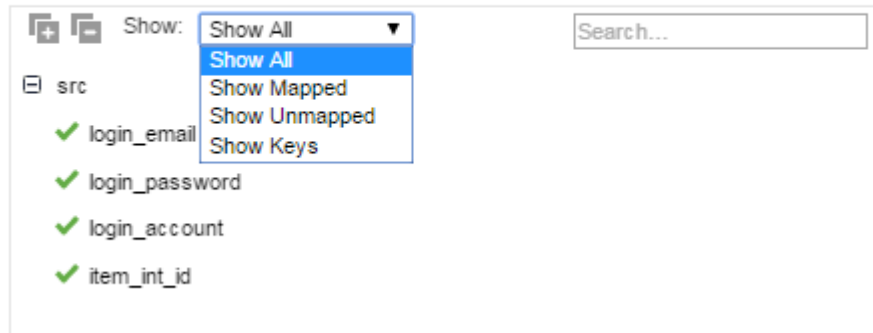 Show: Show All Search...
Show All
src
Show Mapped
Show Unmapped
login_email
Show Keys
login_password
login_account
item_int_id